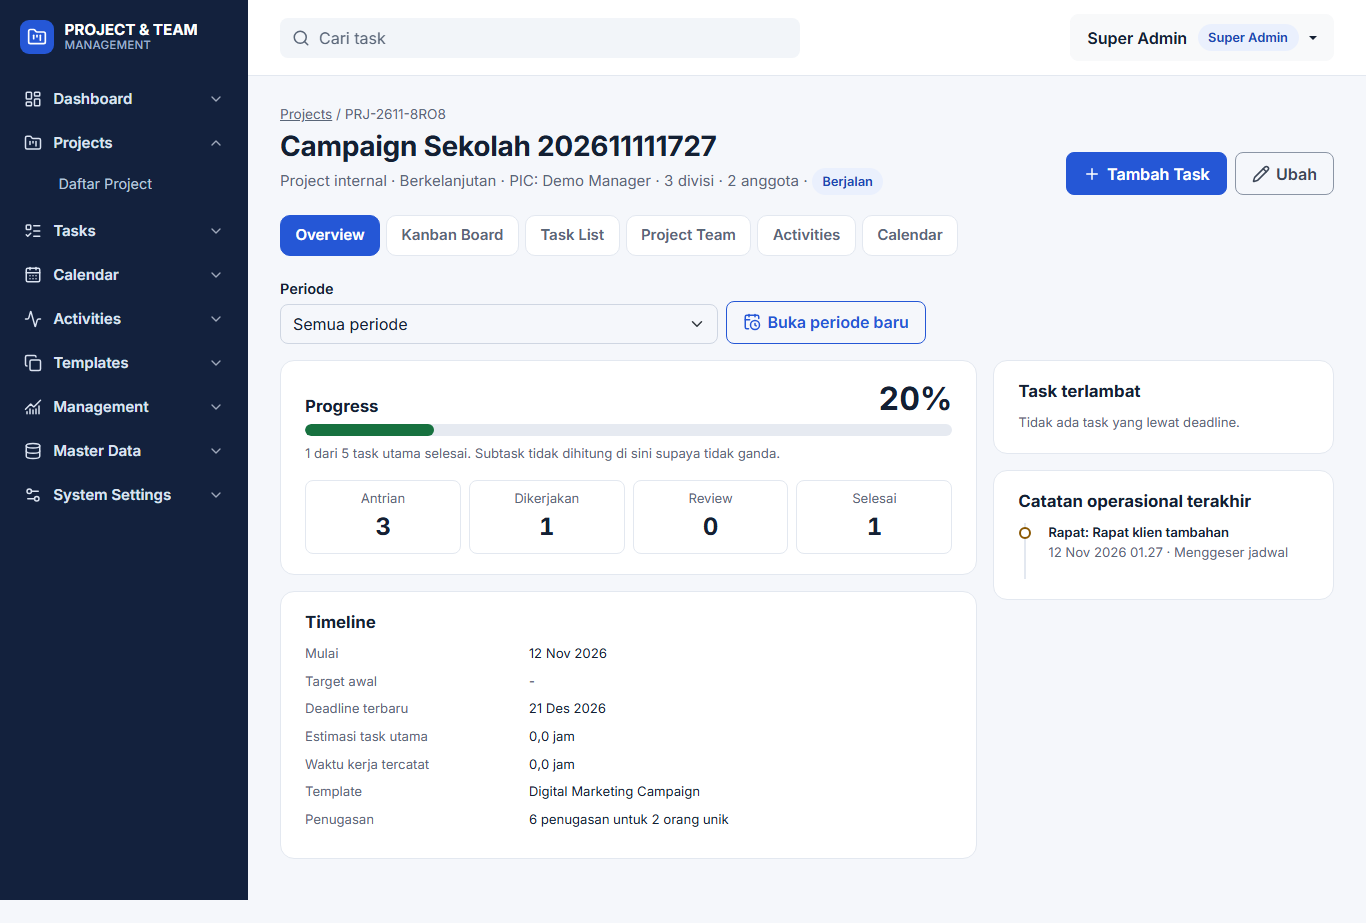 PROJECT & TEAM
MANAGEMENT
Dashboard
Projects
Daftar Project
Tasks
Calendar
Activities
Templates
Management
Master Data
System Settings
Cari task
Super Admin
Super Admin
Projects / PRJ-2611-8RO8
Campaign Sekolah 202611111727
Project internal · Berkelanjutan · PIC: Demo Manager · 3 divisi · 2 anggota · Berjalan
Tambah Task
Ubah
Overview
Kanban Board
Task List
Project Team
Activities
Calendar
Periode
Semua periode
Buka periode baru
Progress
20%
1 dari 5 task utama selesai. Subtask tidak dihitung di sini supaya tidak ganda.
Antrian
3
Dikerjakan
1
Review
0
Selesai
1
Timeline
Mulai 12 Nov 2026
Target awal -
Deadline terbaru 21 Des 2026
Estimasi task utama 0,0 jam
Waktu kerja tercatat 0,0 jam
Template Digital Marketing Campaign
Penugasan 6 penugasan untuk 2 orang unik
Task terlambat
Tidak ada task yang lewat deadline.
Catatan operasional terakhir
Rapat: Rapat klien tambahan
12 Nov 2026 01.27 · Menggeser jadwal